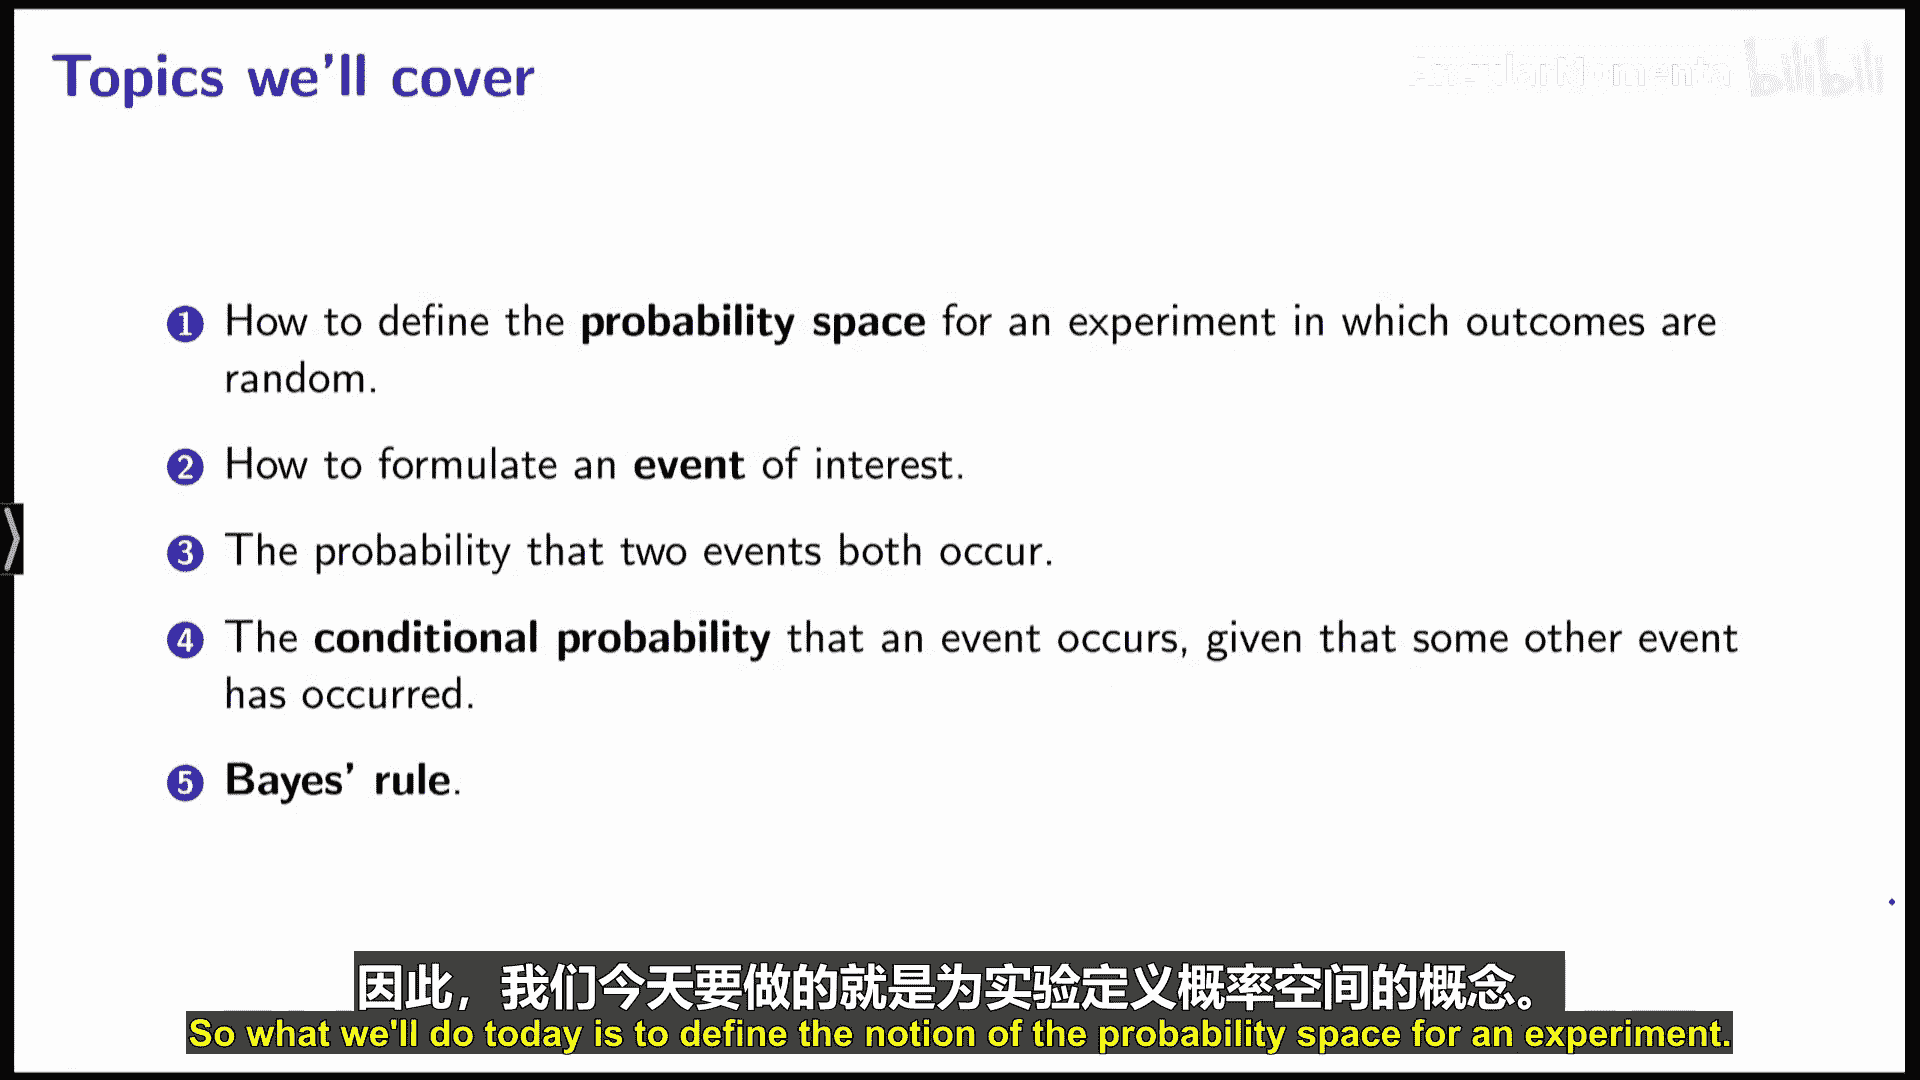 Topics we'll cover
bilibili
1 How to define the probability space for an experiment in which outcomes are
random.
2 How to formulate an event of interest.
3 The probability that two events both occur.
4 The conditional probability that an event occurs, given that some other event
has occurred.
5 Bayes' rule.
因此，我们今天要做的就是为实验定义概率空间的概念。
So what we'll do today is to define the notion of the probability space for an experiment.